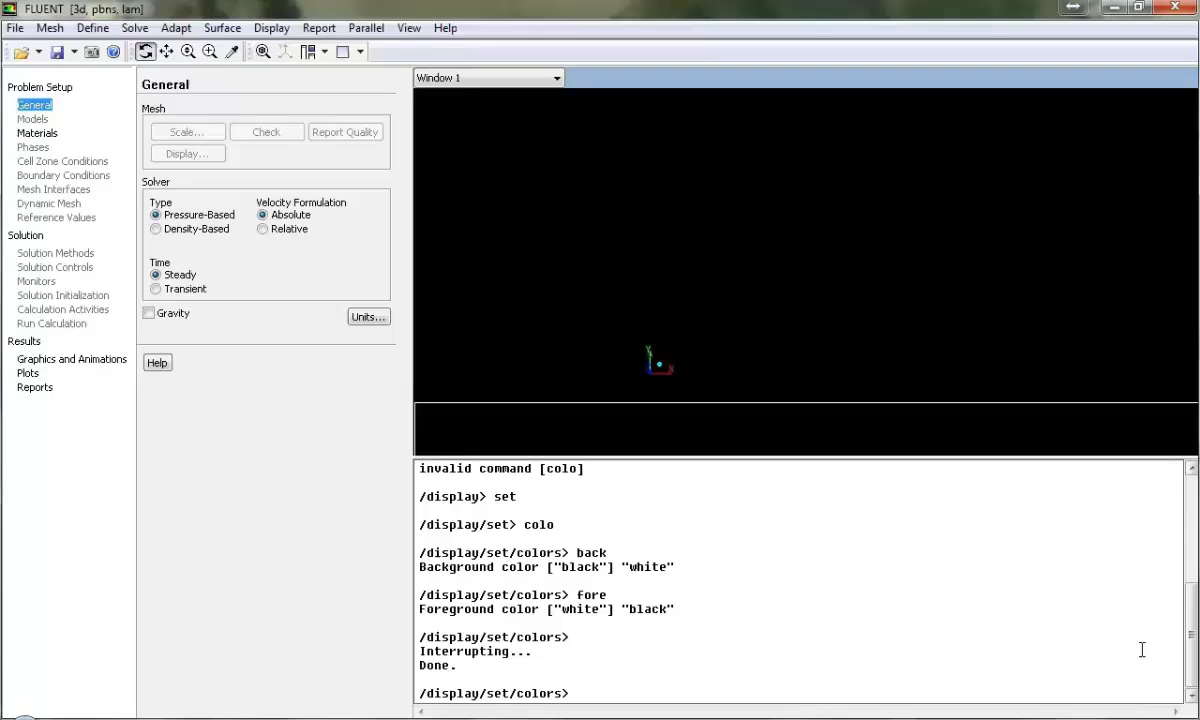 FLUENT [3d, pbns, lam]
File Mesh Define Solve Adapt Surface Display Report Parallel View Help
Problem Setup
General
Models
Materials
Phases
Cell Zone Conditions
Boundary Conditions
Mesh Interfaces
Dynamic Mesh
Reference Values
Solution
Solution Methods
Solution Controls
Monitors
Solution Initialization
Calculation Activities
Run Calculation
Results
Graphics and Animations
Plots
Reports
General
Mesh
Scale... Check Report Quality
Display...
Solver
Type Velocity Formulation
Pressure-Based Absolute
Density-Based Relative
Time
Steady
Transient
Gravity Units...
Help
Window 1
Y
X
invalid command [colo]
/display> set
/display/set> colo
/display/set/colors> back
Background color ["black"] "white"
/display/set/colors> fore
Foreground color ["white"] "black"
/display/set/colors>
Interrupting...
Done.
/display/set/colors>